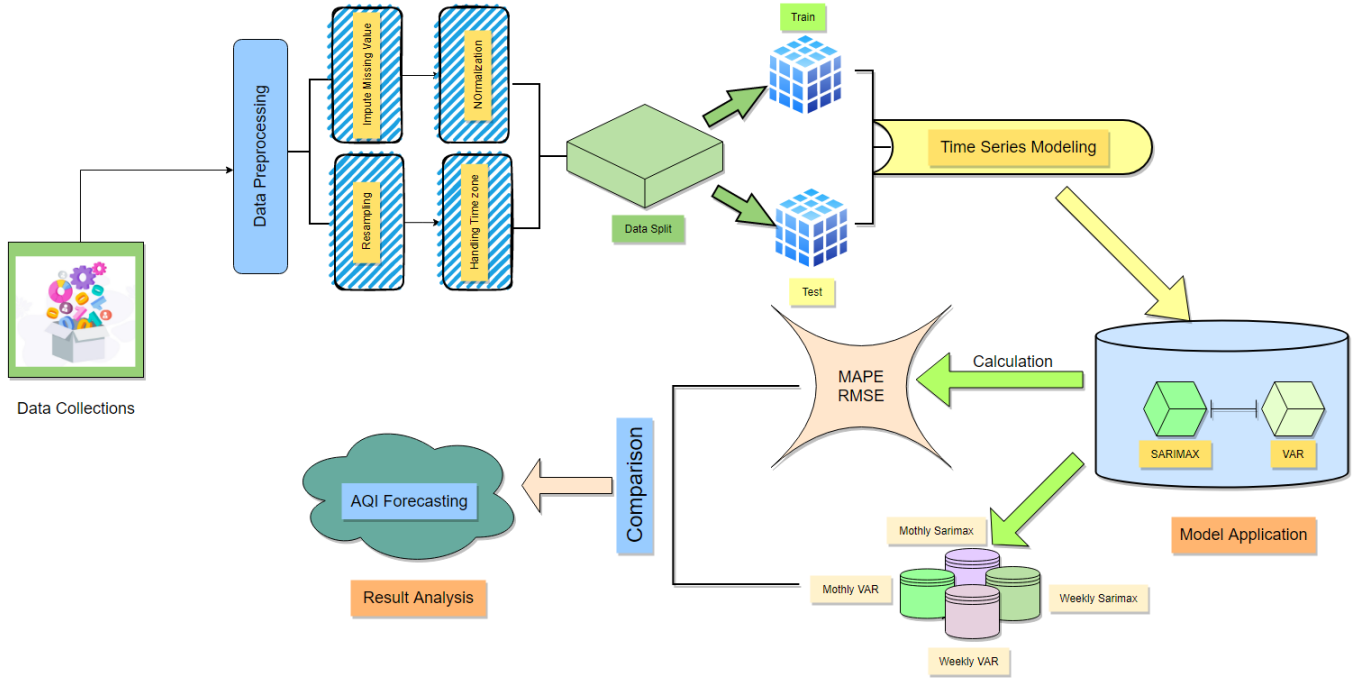 Train
Data Preprocessing
Impute Missing Value
N0rmalization
Resampling
Handing Time zone
Data Split
Test
Time Series Modeling
Data Collections
Calculation
MAPE
RMSE
SARIMAX
VAR
Model Application
Comparison
AQI Forecasting
Result Analysis
Mothly Sarimax
Mothly VAR
Weekly Sarimax
Weekly VAR